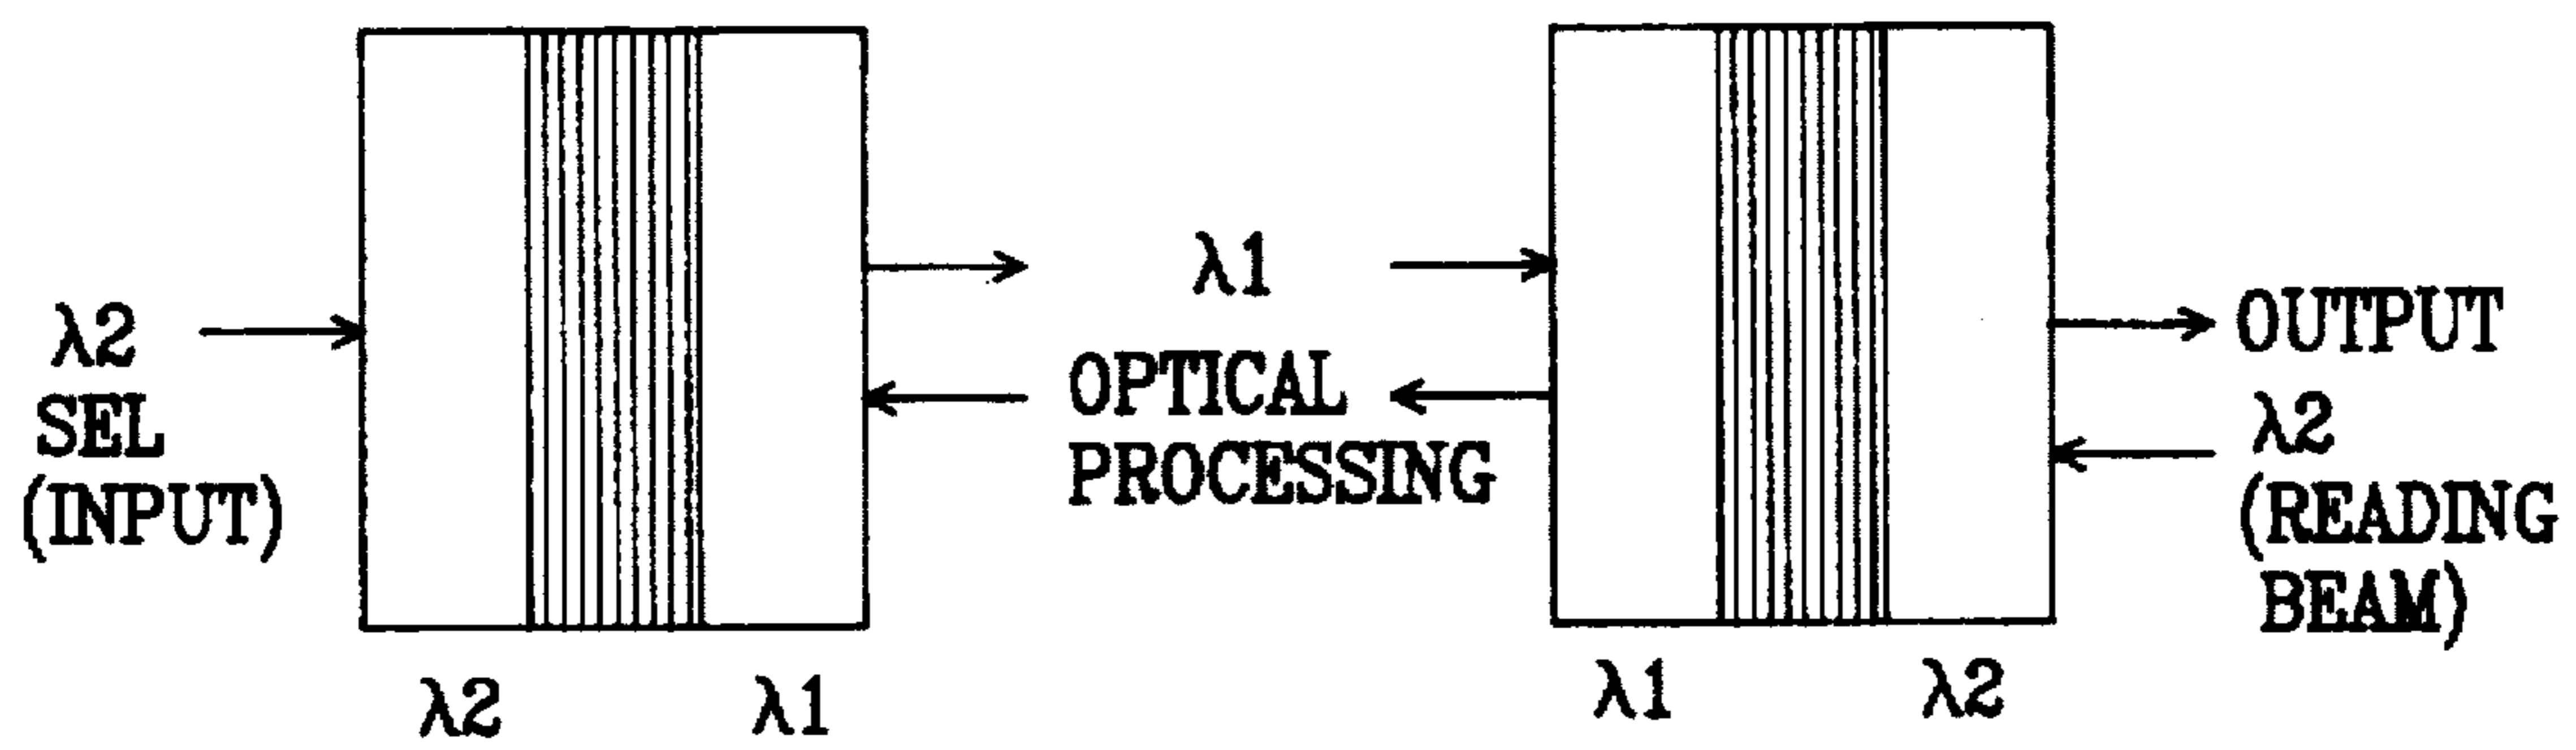 λ2
SEL
(INPUT)
λ2
λ1
λ1
OPTICAL
PROCESSING
λ1
λ2
OUTPUT
λ2
(READING
BEAM)